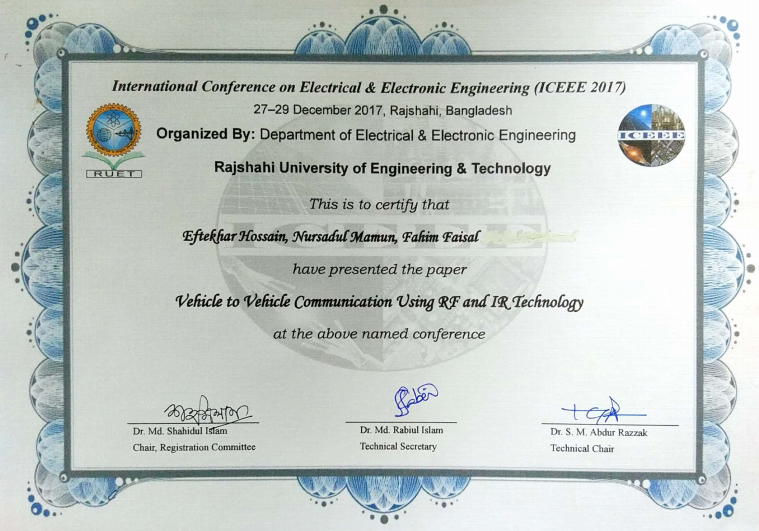 International Conference on Electrical & Electronic Engineering (ICEEE 2017)
27–29 December 2017, Rajshahi, Bangladesh
Organized By: Department of Electrical & Electronic Engineering
Rajshahi University of Engineering & Technology
RUET
ICEEE
This is to certify that
Eftekhar Hossain, Nursadul Mamun, Fahim Faisal
have presented the paper
Vehicle to Vehicle Communication Using RF and IR Technology
at the above named conference
Dr. Md. Shahidul Islam
Chair, Registration Committee
Dr. Md. Rabiul Islam
Technical Secretary
Dr. S. M. Abdur Razzak
Technical Chair